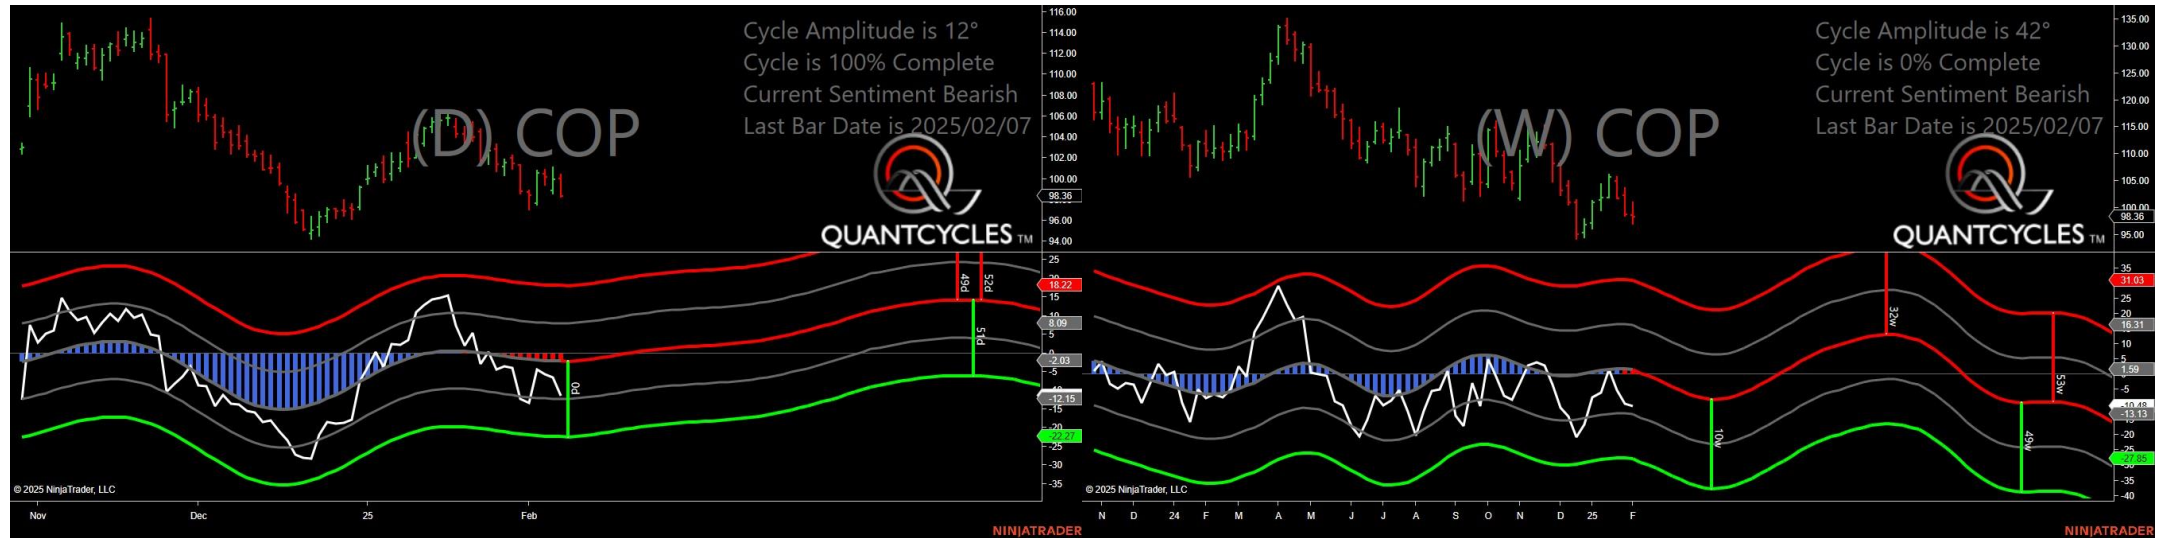 Cycle Amplitude is 12°
Cycle is 100% Complete
Current Sentiment Bearish
Last Bar Date is 2025/02/07
(D) COP
QUANTCYCLES TM
116.00
114.00
112.00
110.00
108.00
106.00
104.00
102.00
100.00
98.36
96.00
94.00
25
18.22
15
8.09
-2.03
-5
-12.15
-15
-22.27
-25
-30
-35
49d
52d
51d
0d
© 2025 NinjaTrader, LLC
Nov
Dec
25
Feb
NINJATRADER
Cycle Amplitude is 42°
Cycle is 0% Complete
Current Sentiment Bearish
Last Bar Date is 2025/02/07
(W) COP
QUANTCYCLES TM
135.00
130.00
125.00
120.00
115.00
110.00
105.00
100.00
98.36
95.00
35
31.03
25
20
16.31
10
5
1.59
-5
-10.48
-13.13
-20
-25
-27.85
-35
-40
32w
53w
10w
49w
© 2025 NinjaTrader, LLC
N
D
24
F
M
A
M
J
J
A
S
O
N
D
25
F
NINJATRADER